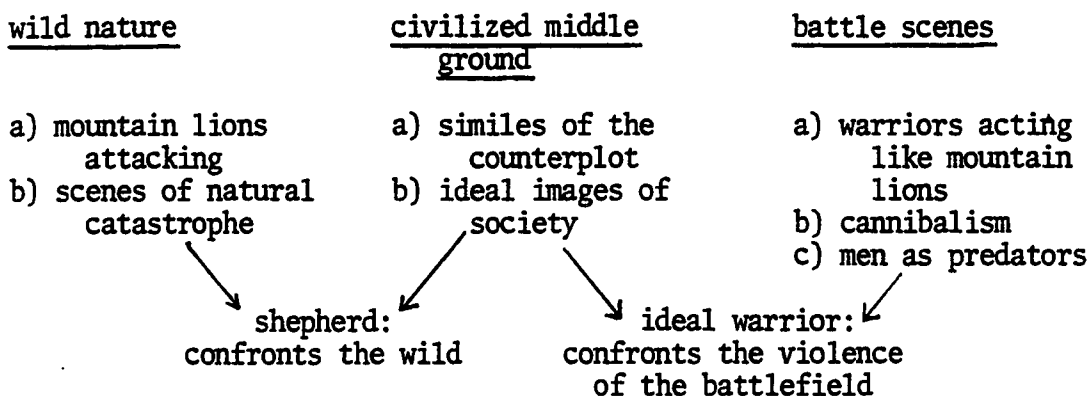 wild nature
civilized middle
ground
battle scenes
a) mountain lions
attacking
b) scenes of natural
catastrophe
a) similes of the
counterplot
b) ideal images of
society
a) warriors acting
like mountain
lions
b) cannibalism
c) men as predators
shepherd:
confronts the wild
ideal warrior:
confronts the violence
of the battlefield